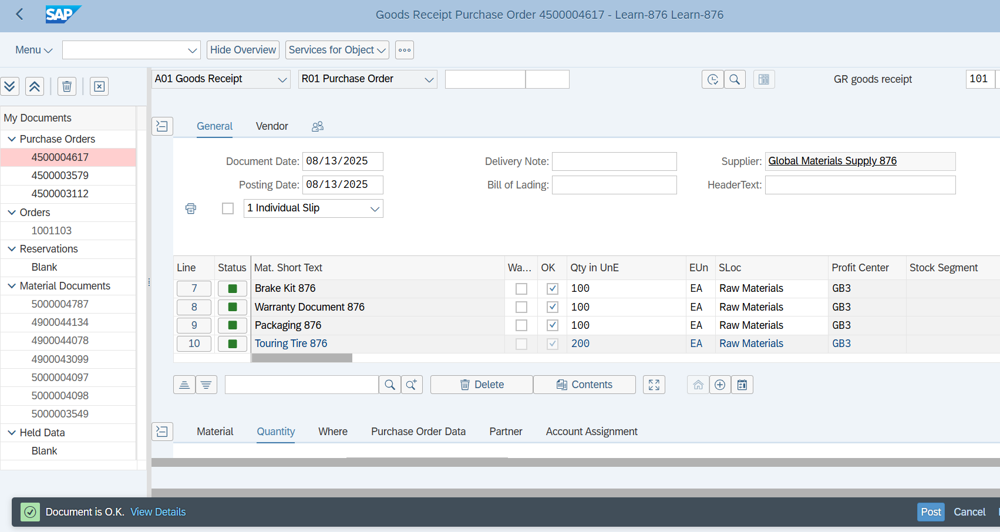 SAP Goods Receipt Purchase Order 4500004617 - Learn-876 Learn-876
Menu Hide Overview Services for Object
A01 Goods Receipt R01 Purchase Order GR goods receipt 101
My Documents
Purchase Orders
4500004617
4500003579
4500003112
Orders
1001103
Reservations
Blank
Material Documents
5000004787
4900044134
4900044078
4900043099
5000004097
5000004098
5000003549
Held Data
Blank
General Vendor
Document Date: 08/13/2025 Delivery Note: Supplier: Global Materials Supply 876
Posting Date: 08/13/2025 Bill of Lading: HeaderText:
1 Individual Slip
Line Status Mat. Short Text Wa... OK Qty in UnE EUn SLoc Profit Center Stock Segment
7 Brake Kit 876 100 EA Raw Materials GB3
8 Warranty Document 876 100 EA Raw Materials GB3
9 Packaging 876 100 EA Raw Materials GB3
10 Touring Tire 876 200 EA Raw Materials GB3
Delete Contents
Material Quantity Where Purchase Order Data Partner Account Assignment
Document is O.K. View Details Post Cancel